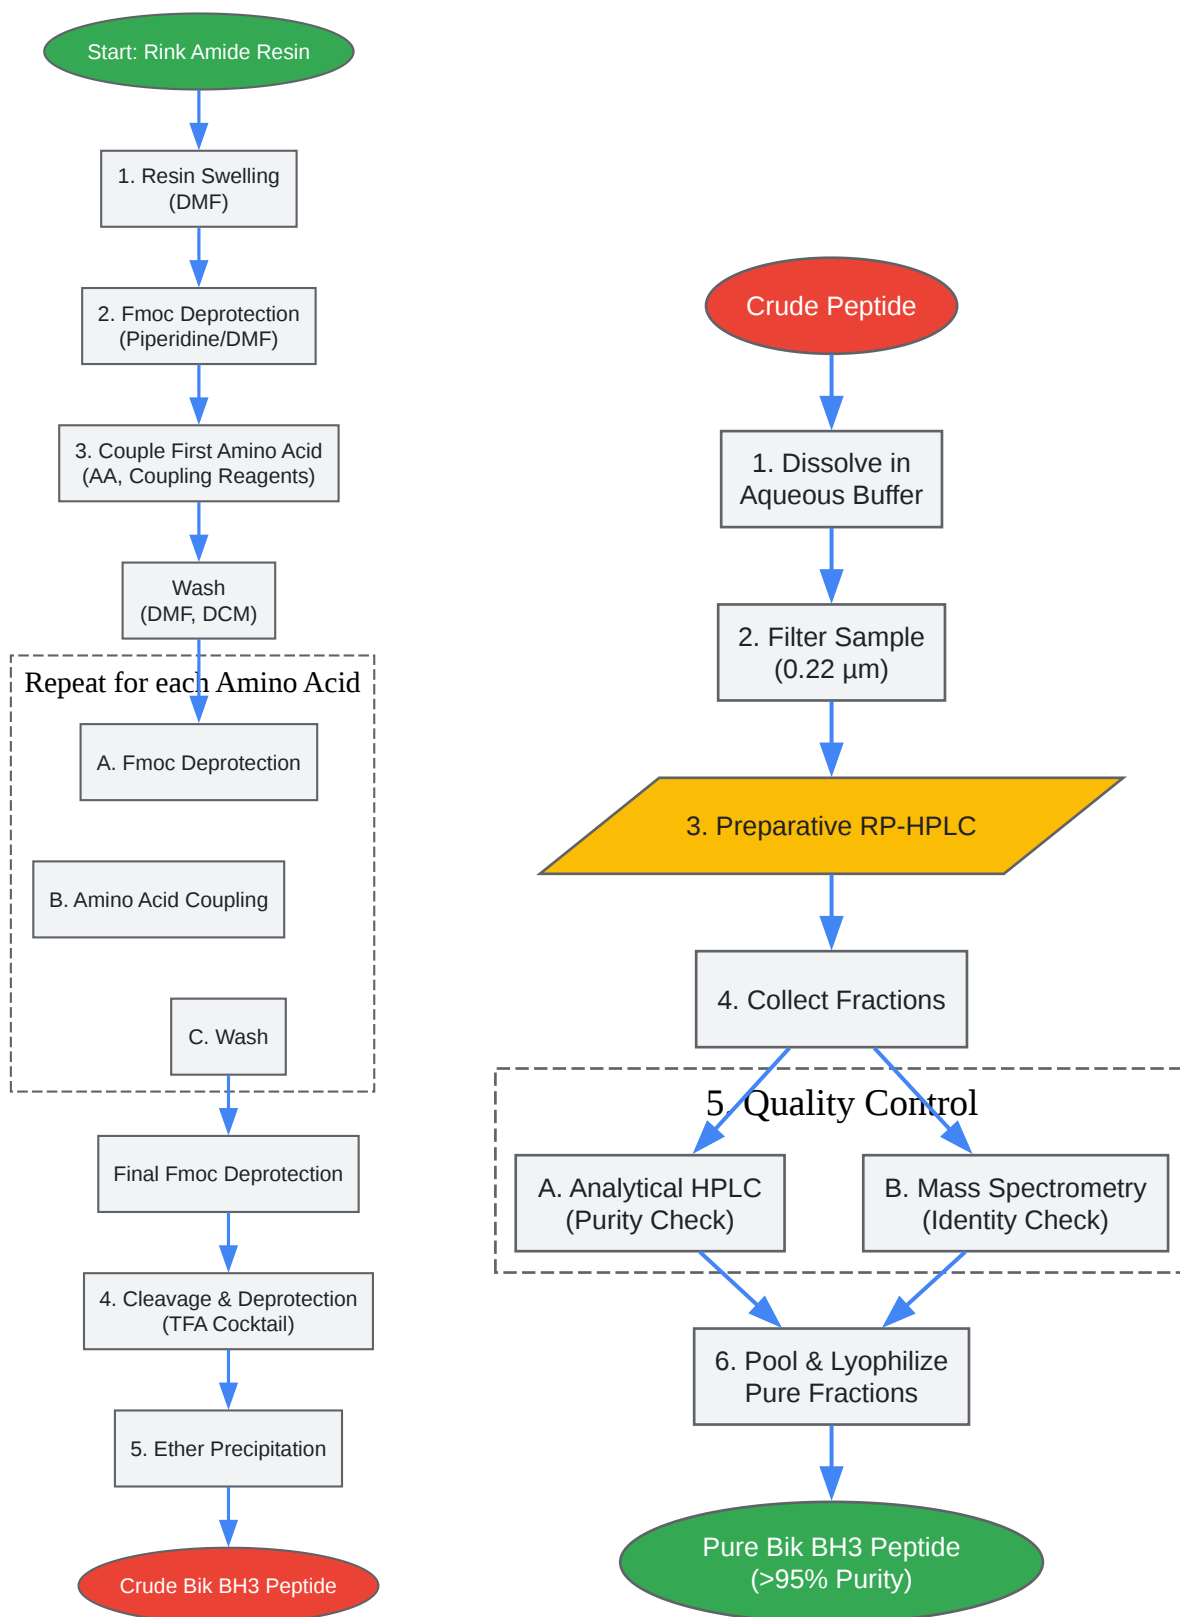 Start: Rink Amide Resin
1. Resin Swelling
(DMF)
2. Fmoc Deprotection
(Piperidine/DMF)
3. Couple First Amino Acid
(AA, Coupling Reagents)
Wash
(DMF, DCM)
Repeat for each Amino Acid
A. Fmoc Deprotection
B. Amino Acid Coupling
C. Wash
Final Fmoc Deprotection
4. Cleavage & Deprotection
(TFA Cocktail)
5. Ether Precipitation
Crude Bik BH3 Peptide
Crude Peptide
1. Dissolve in
Aqueous Buffer
2. Filter Sample
(0.22 µm)
3. Preparative RP-HPLC
4. Collect Fractions
5. Quality Control
A. Analytical HPLC
(Purity Check)
B. Mass Spectrometry
(Identity Check)
6. Pool & Lyophilize
Pure Fractions
Pure Bik BH3 Peptide
(>95% Purity)